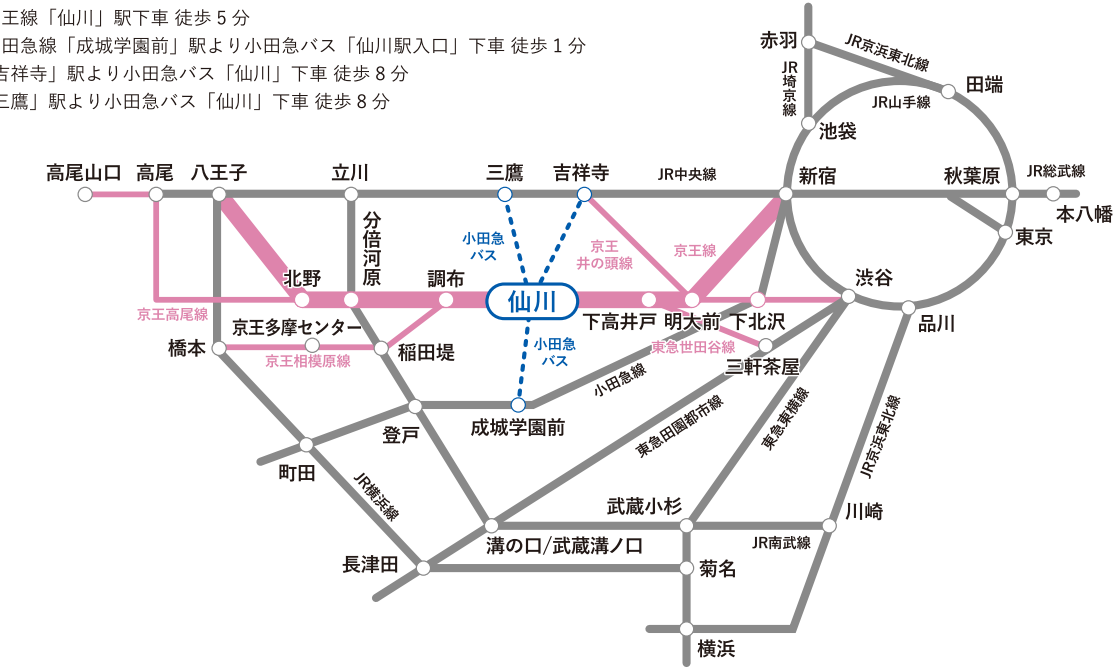 王線「仙川」駅下車 徒歩5分
田急線「成城学園前」駅より小田急バス「仙川駅入口」下車 徒歩1分
吉祥寺」駅より小田急バス「仙川」下車 徒歩8分
三鷹」駅より小田急バス「仙川」下車 徒歩8分
赤羽
JR京浜東北線
JR埼京線
田端
JR山手線
池袋
高尾山口
高尾
八王子
立川
三鷹
吉祥寺
JR中央線
新宿
秋葉原
JR総武線
本八幡
東京
分倍河原
小田急
バス
京王
井の頭線
京王線
北野
調布
仙川
渋谷
京王高尾線
下高井戸
明大前
下北沢
品川
京王多摩センター
橋本
京王相模原線
稲田堤
小田急
バス
東急世田谷線
三軒茶屋
小田急線
登戸
成城学園前
東急田園都市線
東急東横線
JR京浜東北線
町田
JR横浜線
武蔵小杉
川崎
溝の口/武蔵溝ノ口
JR南武線
長津田
菊名
横浜